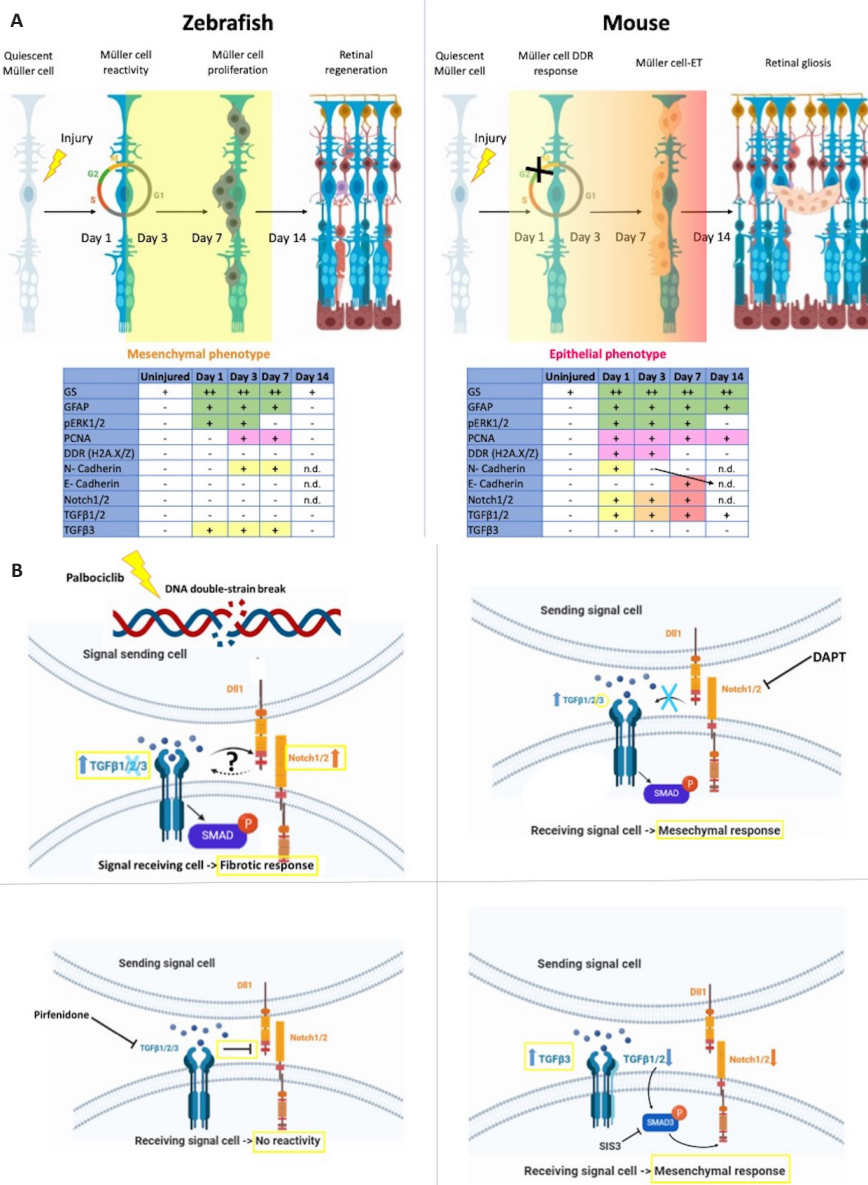 A
Zebrafish
Mouse
Quiescent
Müller cell
Müller cell
reactivity
Müller cell
proliferation
Retinal
regeneration
Injury
M
G2
G1
S
Day 1
Day 3
Day 7
Day 14
Mesenchymal phenotype
Uninjured Day 1 Day 3 Day 7 Day 14
GS + ++ ++ ++ +
GFAP - + + + -
pERK1/2 - + + - -
PCNA - - + + -
DDR (H2A.X/Z) - - - - -
N- Cadherin - - + + n.d.
E- Cadherin - - - - n.d.
Notch1/2 - - - - n.d.
TGFβ1/2 - - - - -
TGFβ3 - + + + -
Quiescent
Müller cell
Müller cell DDR
response
Müller cell-ET
Retinal gliosis
Injury
G2
G1
S
Day 1
Day 3
Day 7
Day 14
Epithelial phenotype
Uninjured Day 1 Day 3 Day 7 Day 14
GS + ++ ++ ++ ++
GFAP - + + + +
pERK1/2 - + + + -
PCNA - + + + +
DDR (H2A.X/Z) - + + - -
N- Cadherin - + - - n.d.
E- Cadherin - - - + n.d.
Notch1/2 - + + + n.d.
TGFβ1/2 - + + + +
TGFβ3 - - - - -
B
Palbociclib
DNA double-strain break
Signal sending cell
Dll1
TGFβ1/2/3
?
Notch1/2
P
SMAD
Signal receiving cell -> Fibrotic response
Sending signal cell
Dll1
DAPT
TGFβ1/2/3
Notch1/2
P
SMAD
Receiving signal cell -> Mesechymal response
Sending signal cell
Dll1
Pirfenidone
TGFβ1/2/3
Notch1/2
Receiving signal cell -> No reactivity
Sending signal cell
Dll1
TGFβ3
TGFβ1/2
Notch1/2
P
SMAD3
SIS3
Receiving signal cell -> Mesenchymal response